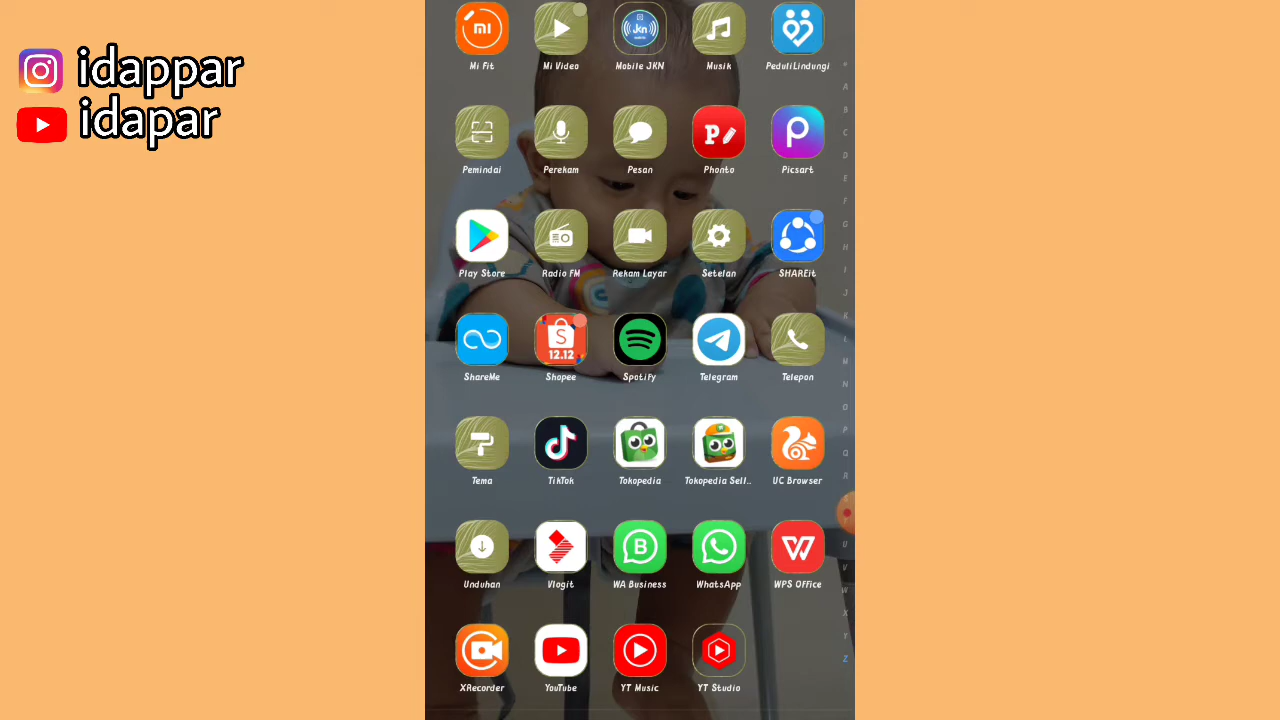 idappar
idapar
Mi Fit Mi Video Mobile JKN Musik PeduliLindungi
Pemindai Perekam Pesan Phonto Picsart
Play Store Radio FM Rekam Layar Setelan SHAREit
12.12
ShareMe Shopee Spotify Telegram Telepon
Tema TikTok Tokopedia Tokopedia Sell.. UC Browser
Unduhan Vlogit WA Business WhatsApp WPS Office
XRecorder YouTube YT Music YT Studio
A
B
C
D
E
F
G
H
I
J
K
L
M
N
O
P
Q
R
U
V
W
X
Y
Z